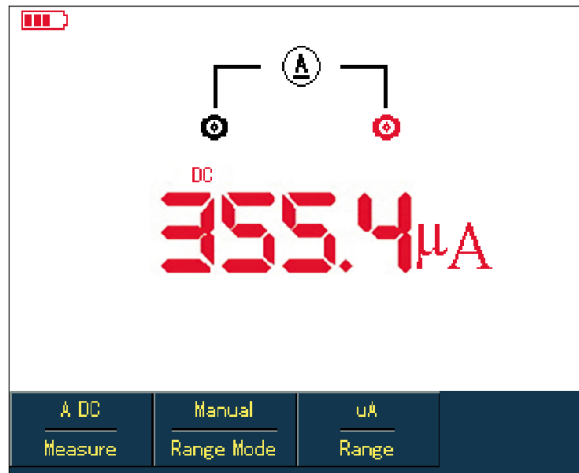 A
DC
355.4μA
A DC
Measure
Manual
Range Mode
uA
Range